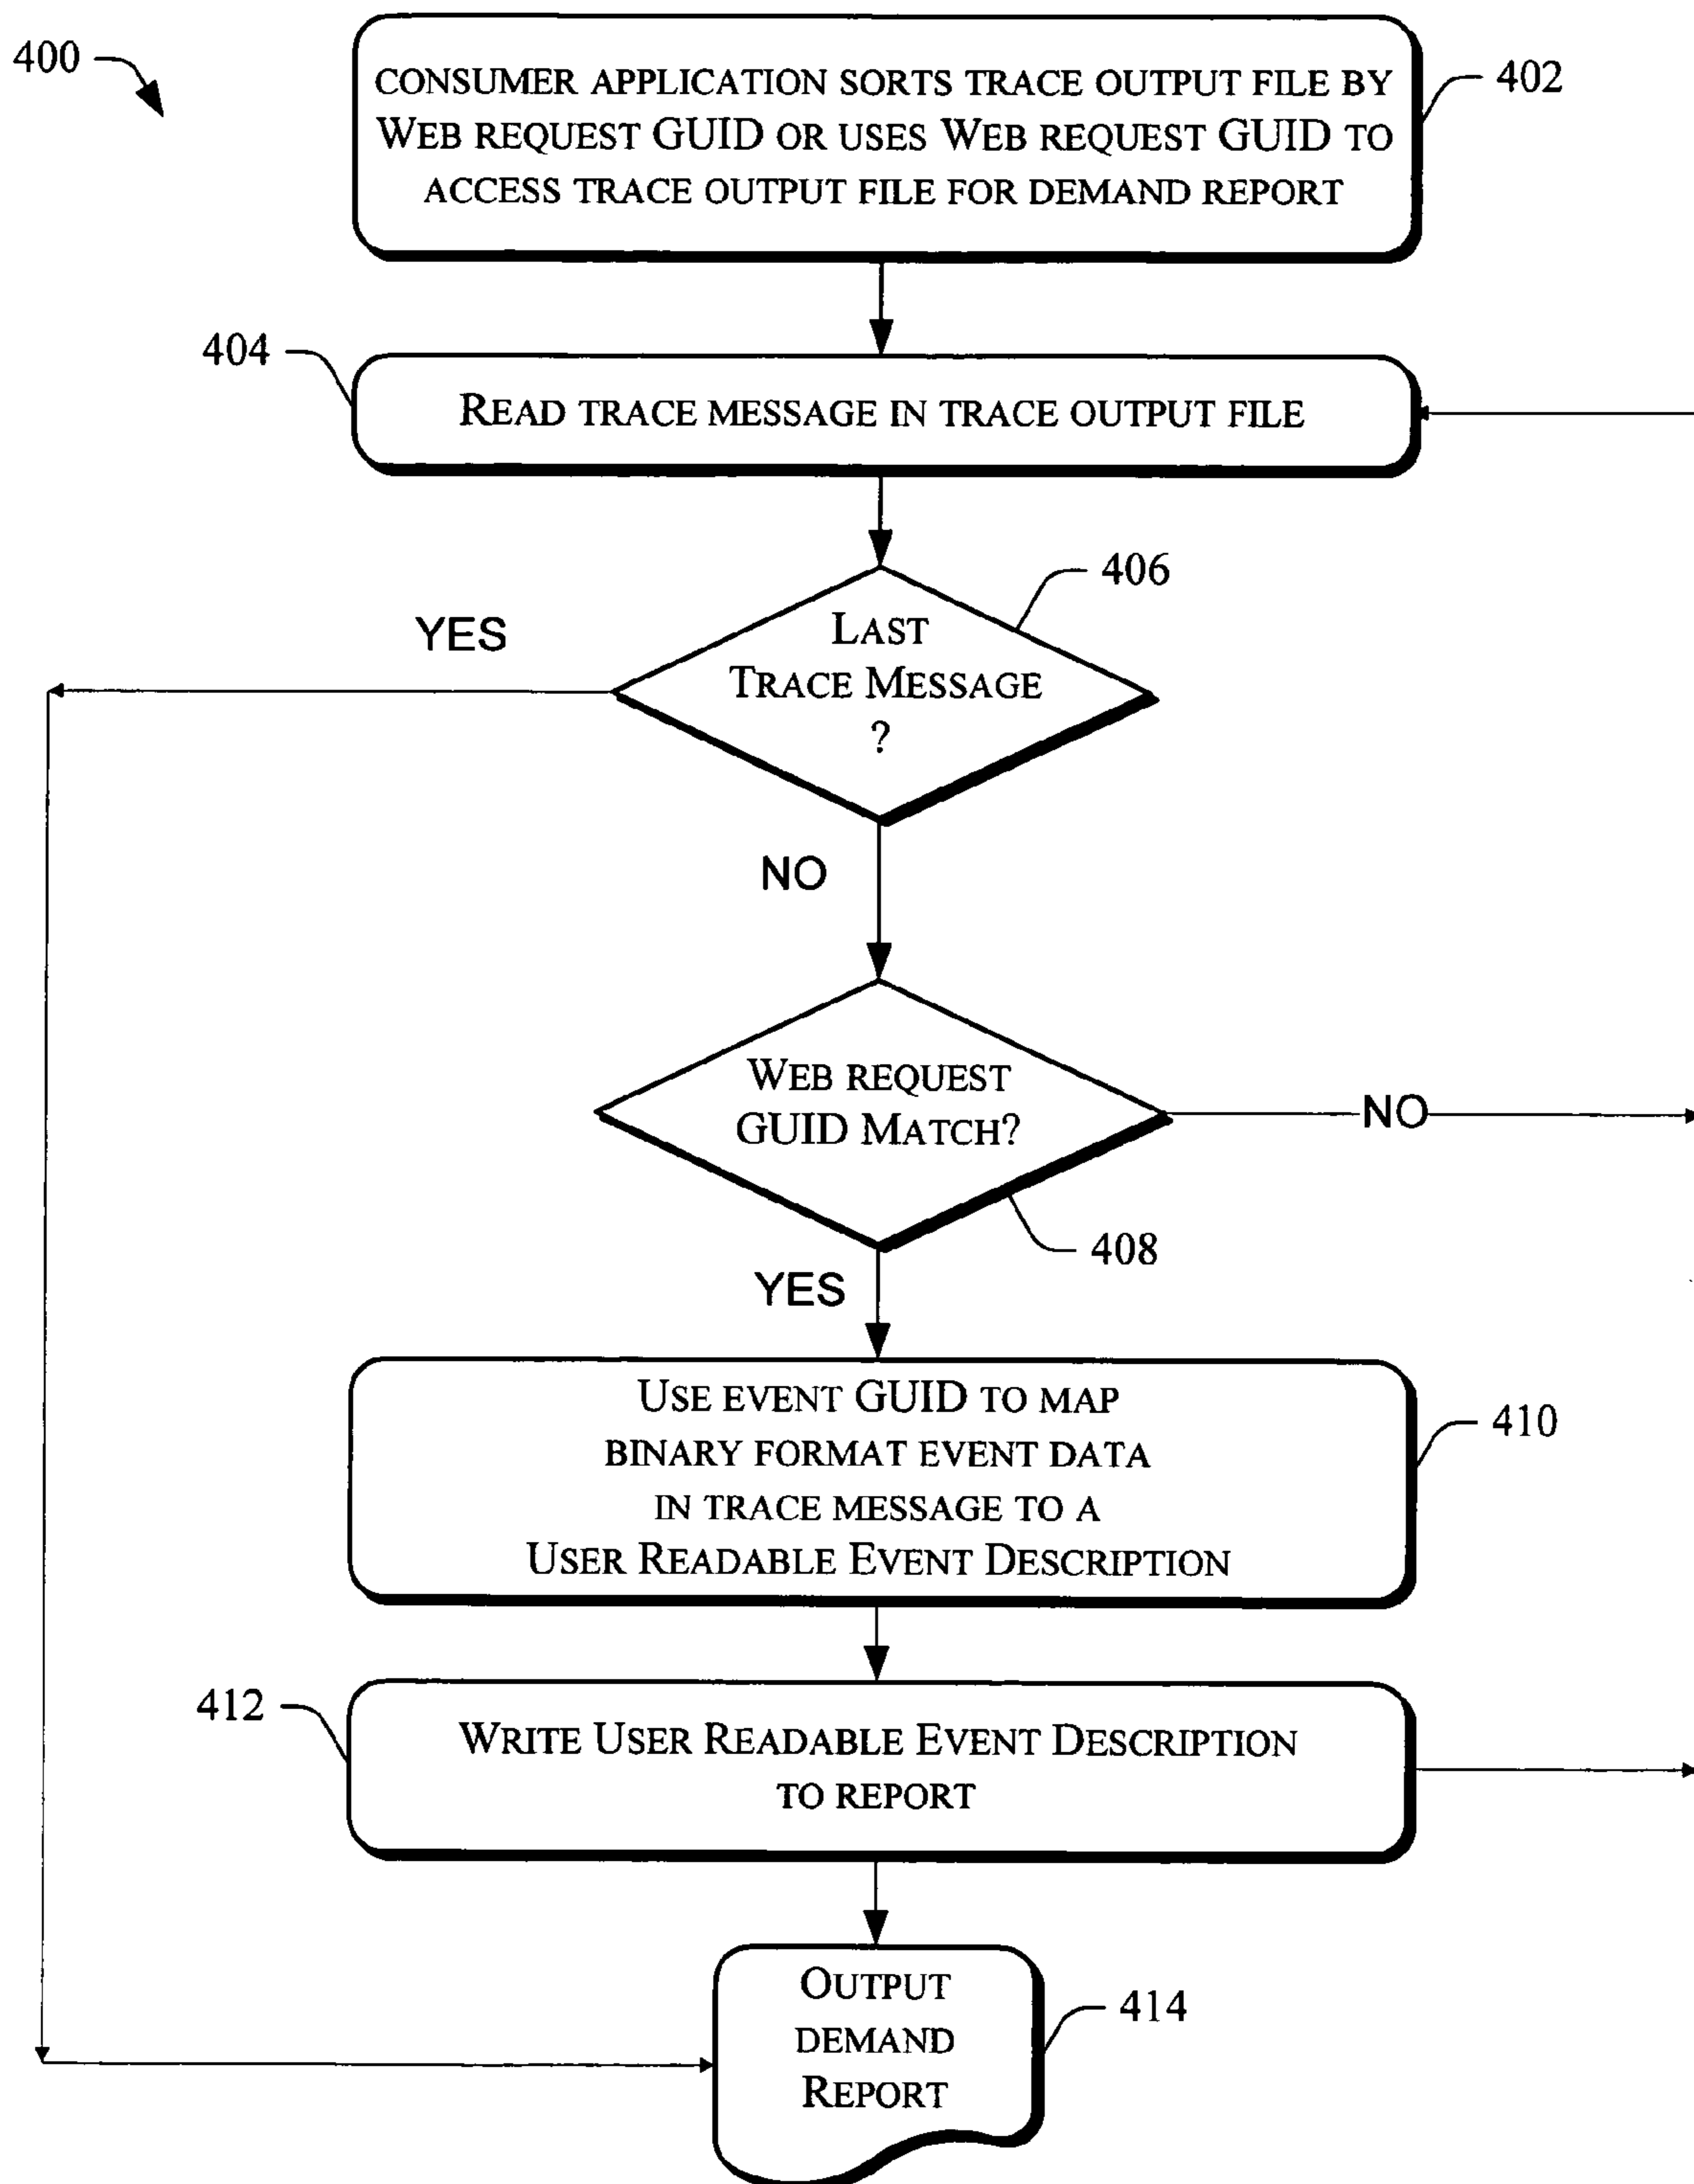 400
CONSUMER APPLICATION SORTS TRACE OUTPUT FILE BY
WEB REQUEST GUID OR USES WEB REQUEST GUID TO
ACCESS TRACE OUTPUT FILE FOR DEMAND REPORT
402
404
READ TRACE MESSAGE IN TRACE OUTPUT FILE
406
YES
LAST
TRACE MESSAGE
?
NO
WEB REQUEST
GUID MATCH?
NO
408
YES
USE EVENT GUID TO MAP
BINARY FORMAT EVENT DATA
IN TRACE MESSAGE TO A
USER READABLE EVENT DESCRIPTION
410
412
WRITE USER READABLE EVENT DESCRIPTION
TO REPORT
OUTPUT
DEMAND
REPORT
414